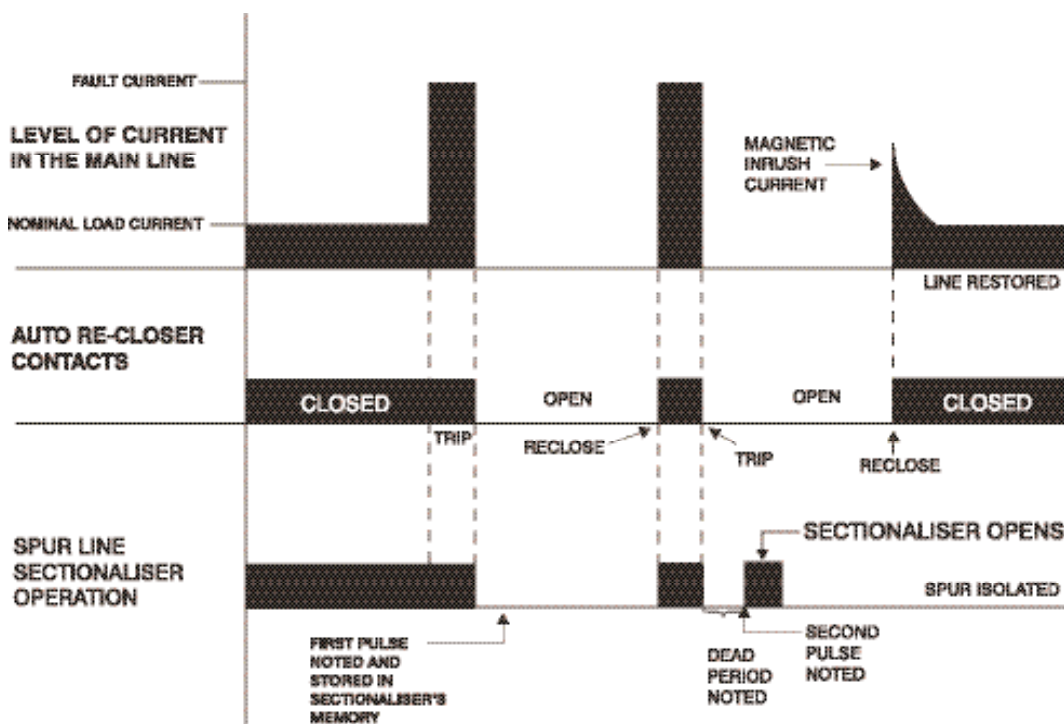 FAULT CURRENT
LEVEL OF CURRENT
IN THE MAIN LINE
MAGNETIC
INRUSH
CURRENT
NOMINAL LOAD CURRENT
LINE RESTORED
AUTO RE-CLOSER
CONTACTS
CLOSED
OPEN
OPEN
CLOSED
TRIP
RECLOSE
TRIP
RECLOSE
SPUR LINE
SECTIONALISER
OPERATION
SECTIONALISER OPENS
SPUR ISOLATED
FIRST PULSE
NOTED AND
STORED IN
SECTIONALISER'S
MEMORY
DEAD
PERIOD
NOTED
SECOND
PULSE
NOTED